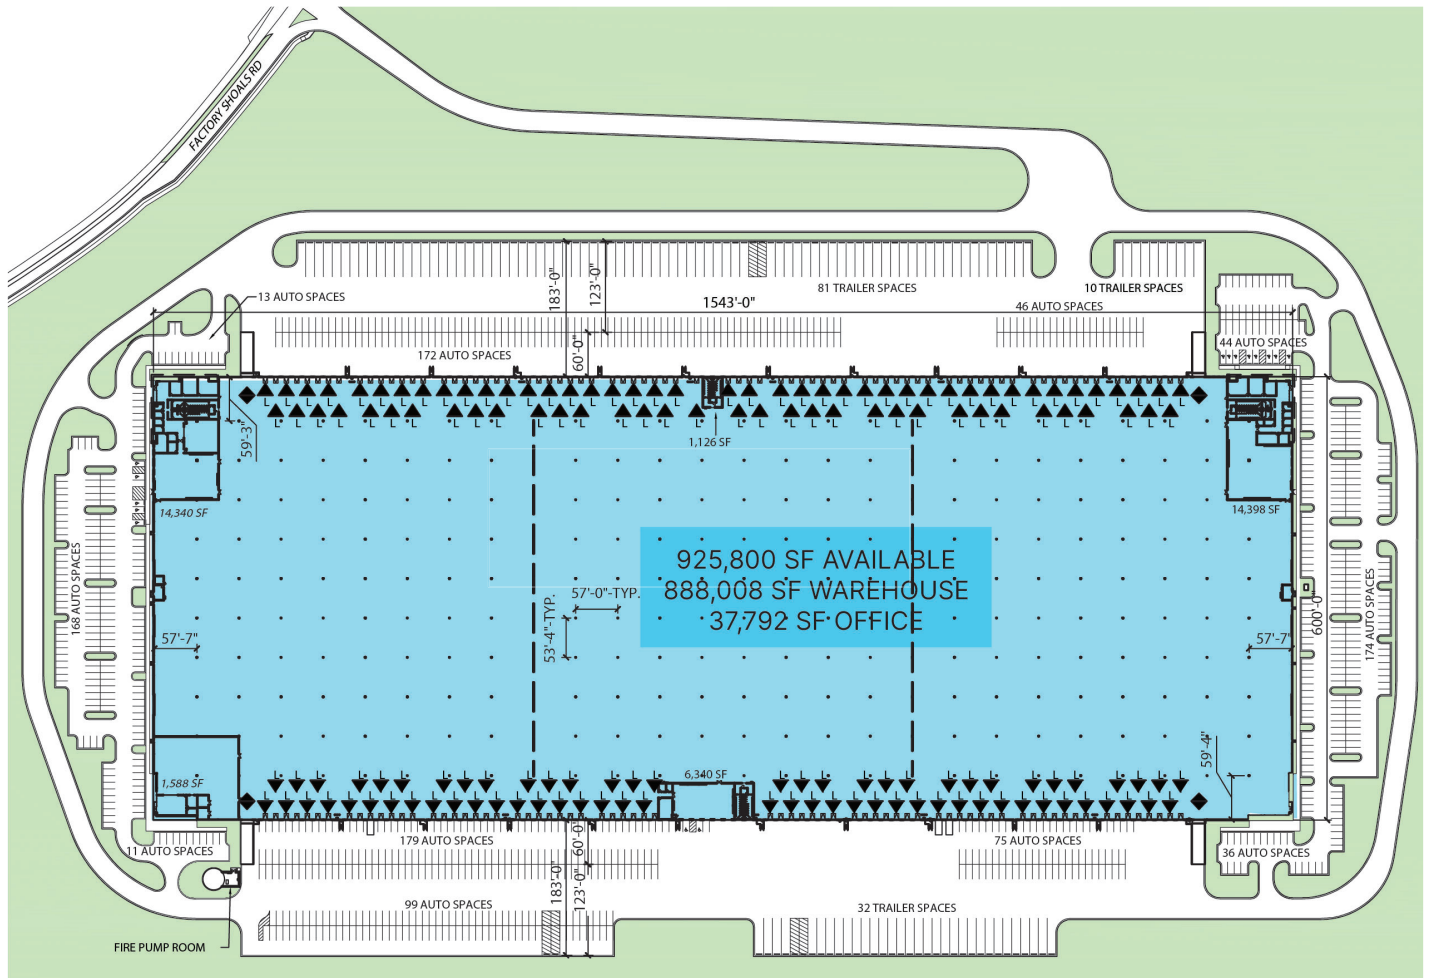 FACTORY SHOALS RD
13 AUTO SPACES
183'-0"
123'-0"
81 TRAILER SPACES
10 TRAILER SPACES
1543'-0"
46 AUTO SPACES
172 AUTO SPACES
60'-0"
44 AUTO SPACES
59'-3"
1,126 SF
14,340 SF
14,398 SF
168 AUTO SPACES
925,800 SF AVAILABLE
888,008 SF WAREHOUSE
37,792 SF OFFICE
57'-0"-TYP.
53'-4"-TYP.
57'-7"
57'-7"
600'-0"
174 AUTO SPACES
59'-4"
1,588 SF
6,340 SF
11 AUTO SPACES
179 AUTO SPACES
60'-0"
75 AUTO SPACES
36 AUTO SPACES
183'-0"
123'-0"
99 AUTO SPACES
32 TRAILER SPACES
FIRE PUMP ROOM